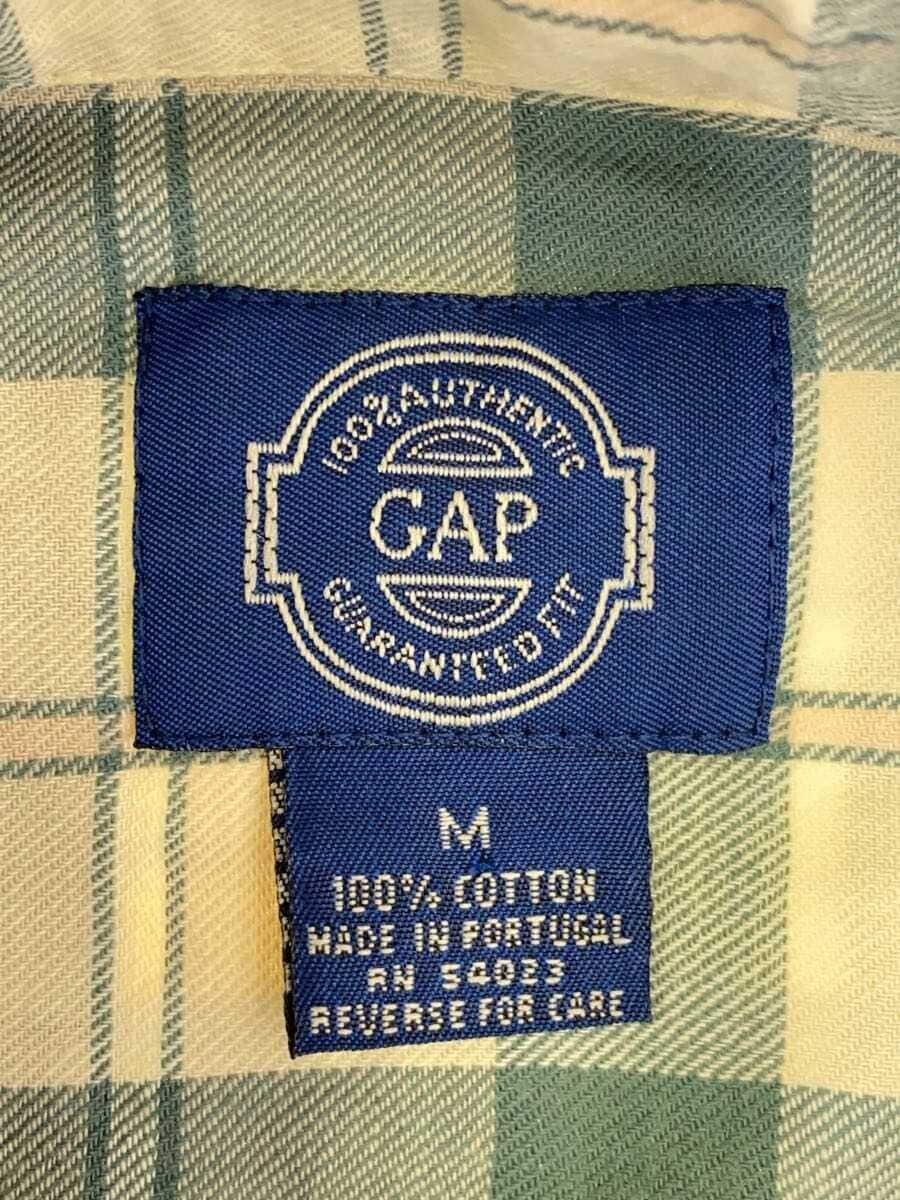 100% AUTHENTIC
GAP
GUARANTEED FIT
M
100% COTTON
MADE IN PORTUGAL
RN 54023
REVERSE FOR CARE